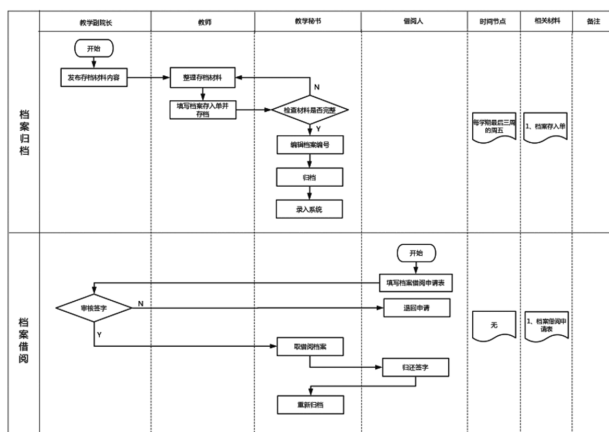 教学副院长
教师
教学秘书
借阅人
时间节点
相关材料
备注
档案归档
开始
发布存档材料内容
整理存档材料
N
填写档案存入单并
存档
检查材料是否完整
Y
编辑档案编号
归档
录入系统
每学期最后三周
的周五
1、档案存入单
档案借阅
开始
填写档案借阅申请表
审核签字
N
退回申请
Y
取借阅档案
归还签字
重新归档
无
1、档案借阅申
请表